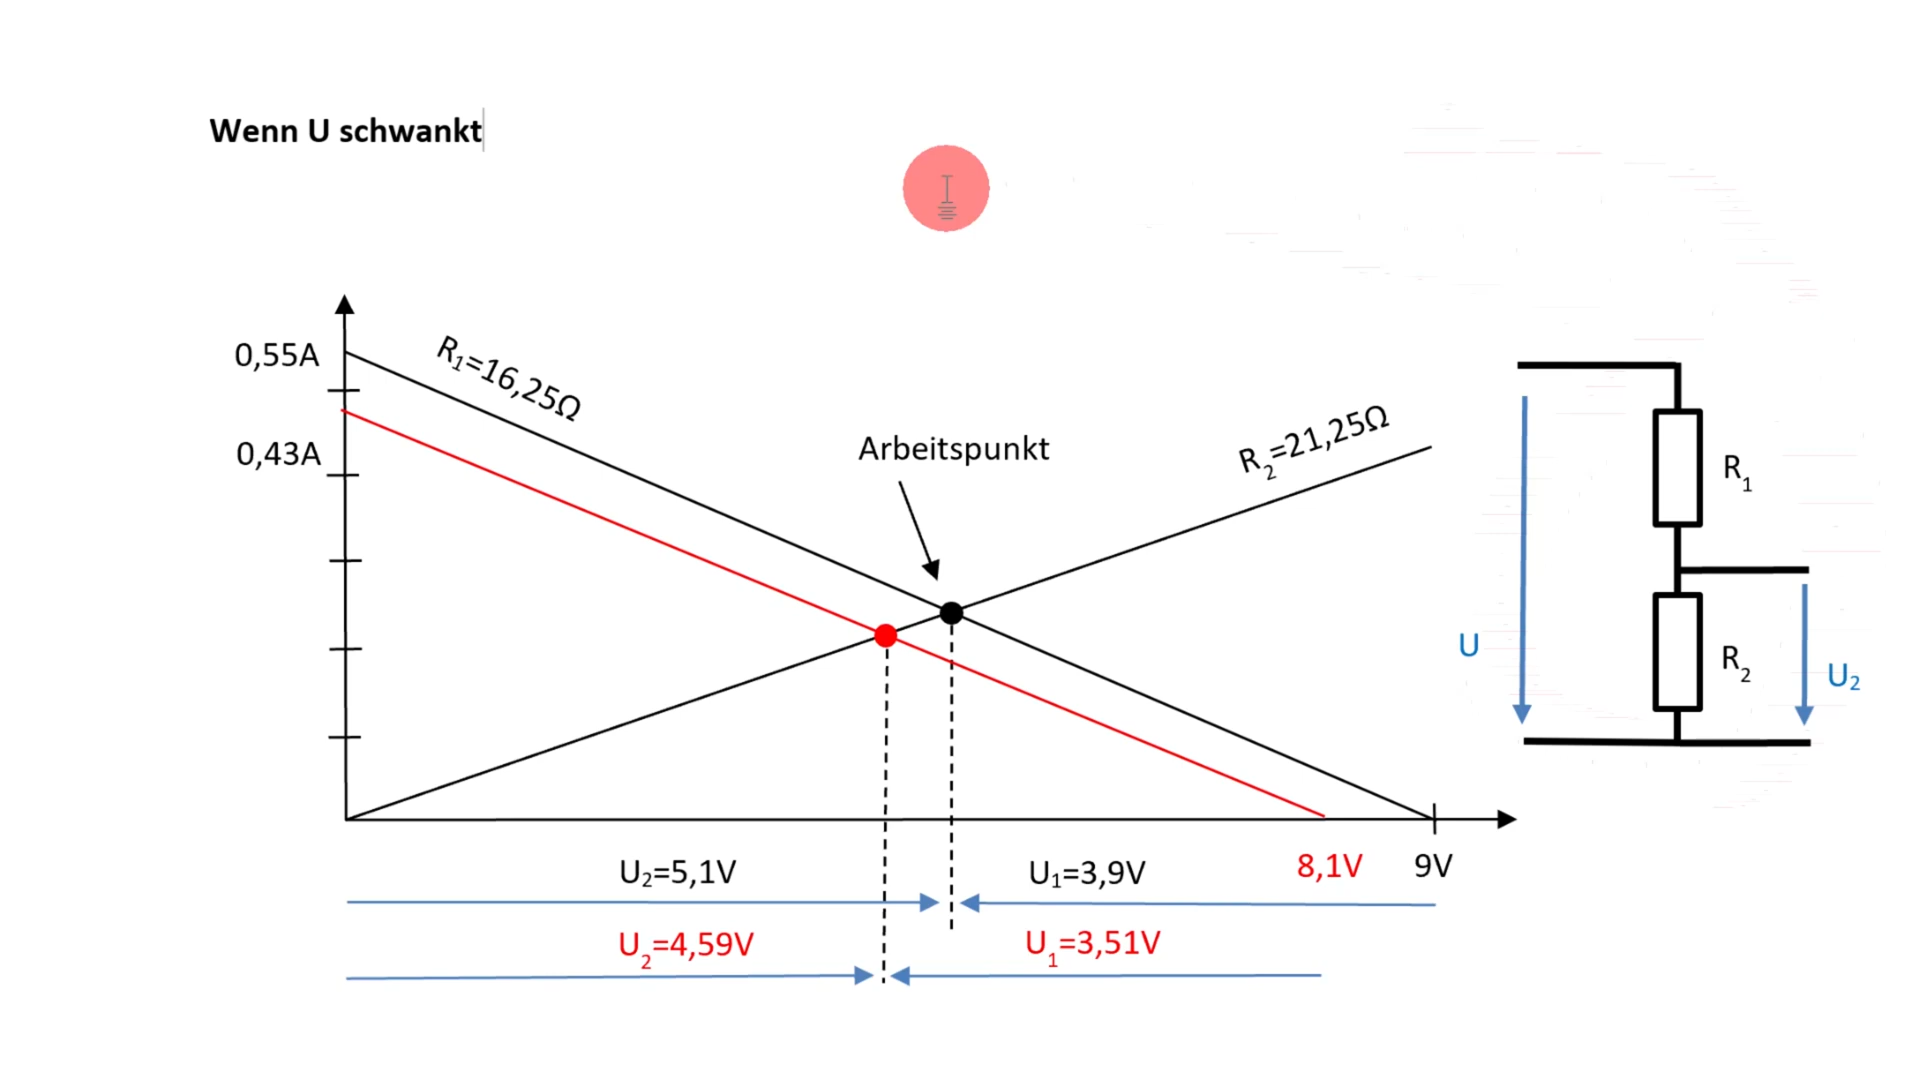 Wenn U schwankt
0,55A
R₁=16,25Ω
0,43A
Arbeitspunkt
R₂=21,25Ω
R₁
U
R₂
U₂
U₂=5,1V
U₁=3,9V
8,1V
9V
U₂=4,59V
U₁=3,51V